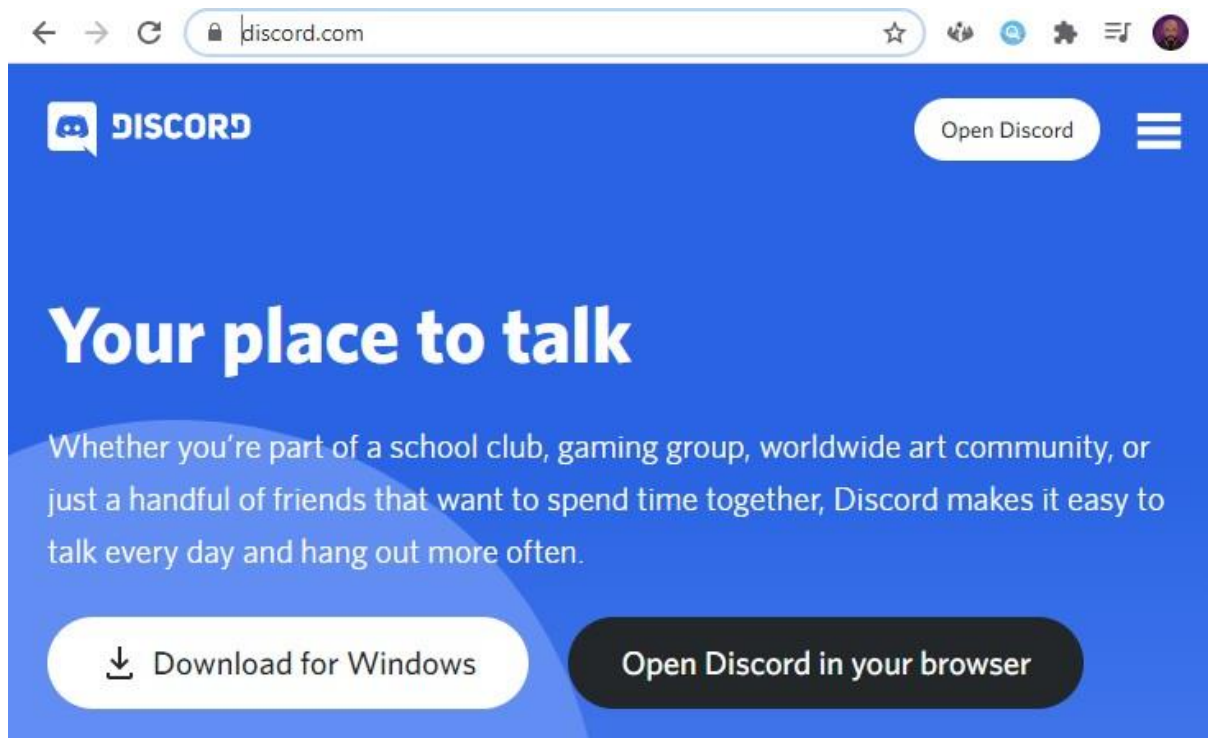 discord.com
DISCORD
Open Discord
Your place to talk
Whether you’re part of a school club, gaming group, worldwide art community, or
just a handful of friends that want to spend time together, Discord makes it easy to
talk every day and hang out more often.
Download for Windows
Open Discord in your browser